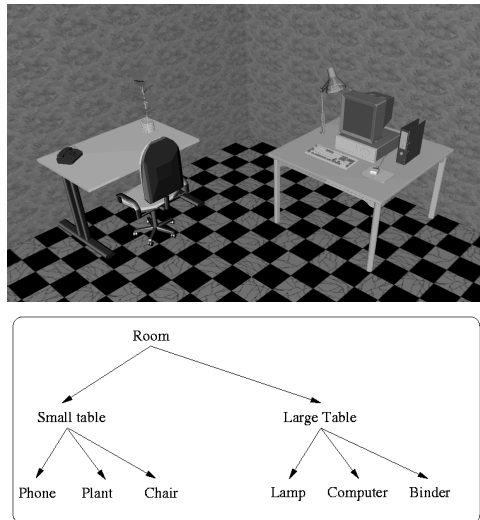 Room
Small table Large Table
Phone Plant Chair Lamp Computer Binder